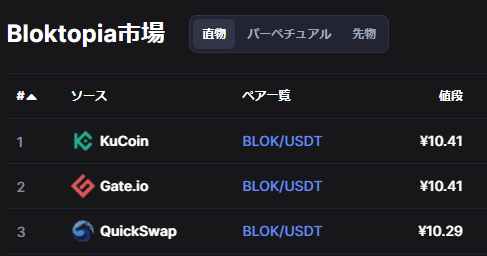 Bloktopia市場 直物 パーペチュアル 先物
#▲ ソース ペア一覧 値段
1 KuCoin BLOK/USDT ¥10.41
2 Gate.io BLOK/USDT ¥10.41
3 QuickSwap BLOK/USDT ¥10.29